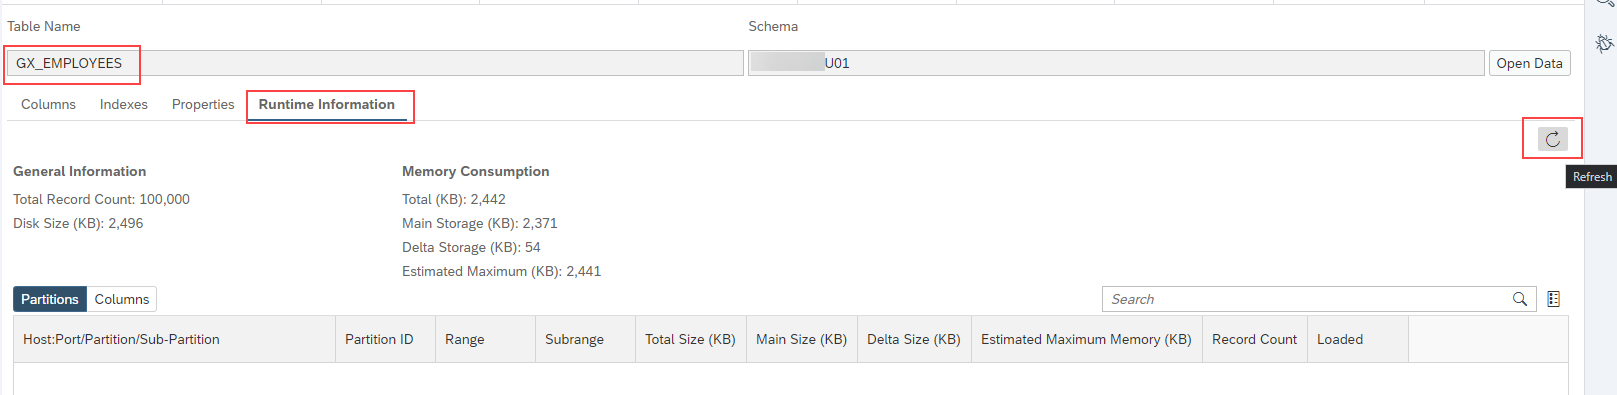 Table Name
Schema
GX_EMPLOYEES
U01
Open Data
Columns Indexes Properties Runtime Information
Refresh
General Information
Total Record Count: 100,000
Disk Size (KB): 2,496
Memory Consumption
Total (KB): 2,442
Main Storage (KB): 2,371
Delta Storage (KB): 54
Estimated Maximum (KB): 2,441
Partitions Columns
Search
Host:Port/Partition/Sub-Partition Partition ID Range Subrange Total Size (KB) Main Size (KB) Delta Size (KB) Estimated Maximum Memory (KB) Record Count Loaded